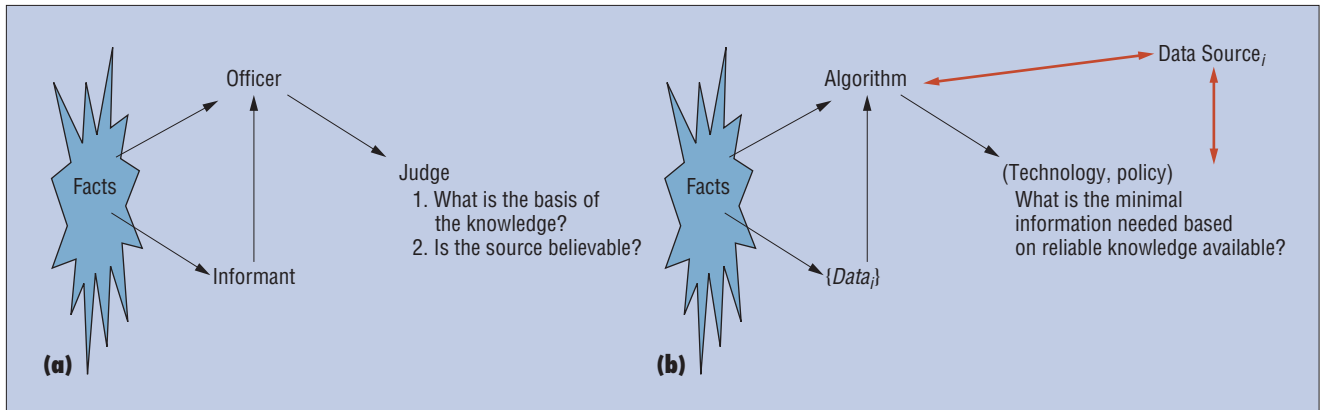 Officer
Facts
Judge
1. What is the basis of
the knowledge?
2. Is the source believable?
Informant
(a)
Data Sourceᵢ
Algorithm
Facts
(Technology, policy)
What is the minimal
information needed based
on reliable knowledge available?
{Dataᵢ}
(b)